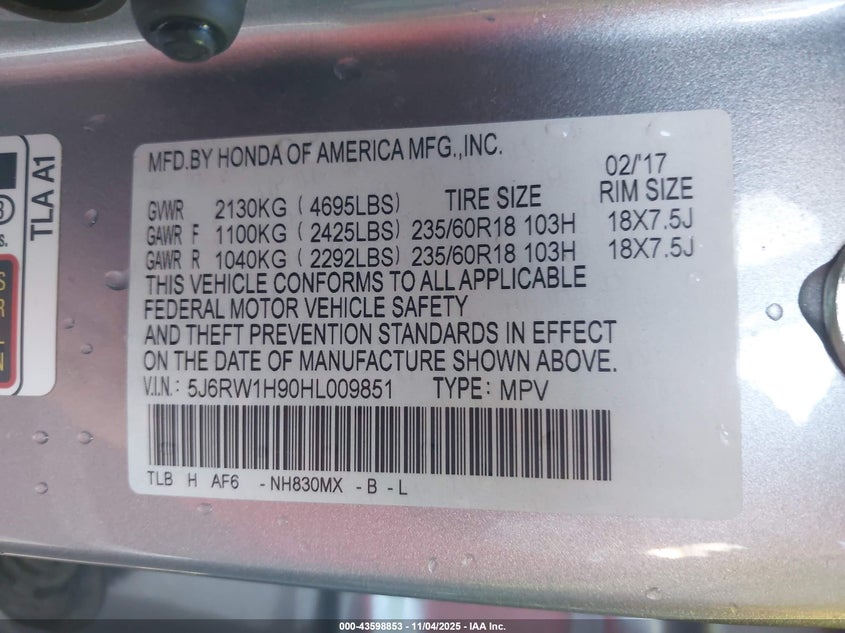 MFD.BY HONDA OF AMERICA MFG.,INC.
02/'17
GVWR 2130KG ( 4695LBS) TIRE SIZE RIM SIZE
GAWR F 1100KG ( 2425LBS) 235/60R18 103H 18X7.5J
GAWR R 1040KG ( 2292LBS) 235/60R18 103H 18X7.5J
THIS VEHICLE CONFORMS TO ALL APPLICABLE
FEDERAL MOTOR VEHICLE SAFETY
AND THEFT PREVENTION STANDARDS IN EFFECT
ON THE DATE OF MANUFACTURE SHOWN ABOVE.
V.I.N.: 5J6RW1H90HL009851 TYPE: MPV
TLB H AF6 -NH830MX -B -L
TLA A1
000-43598853 - 11/04/2025 - IAA Inc.